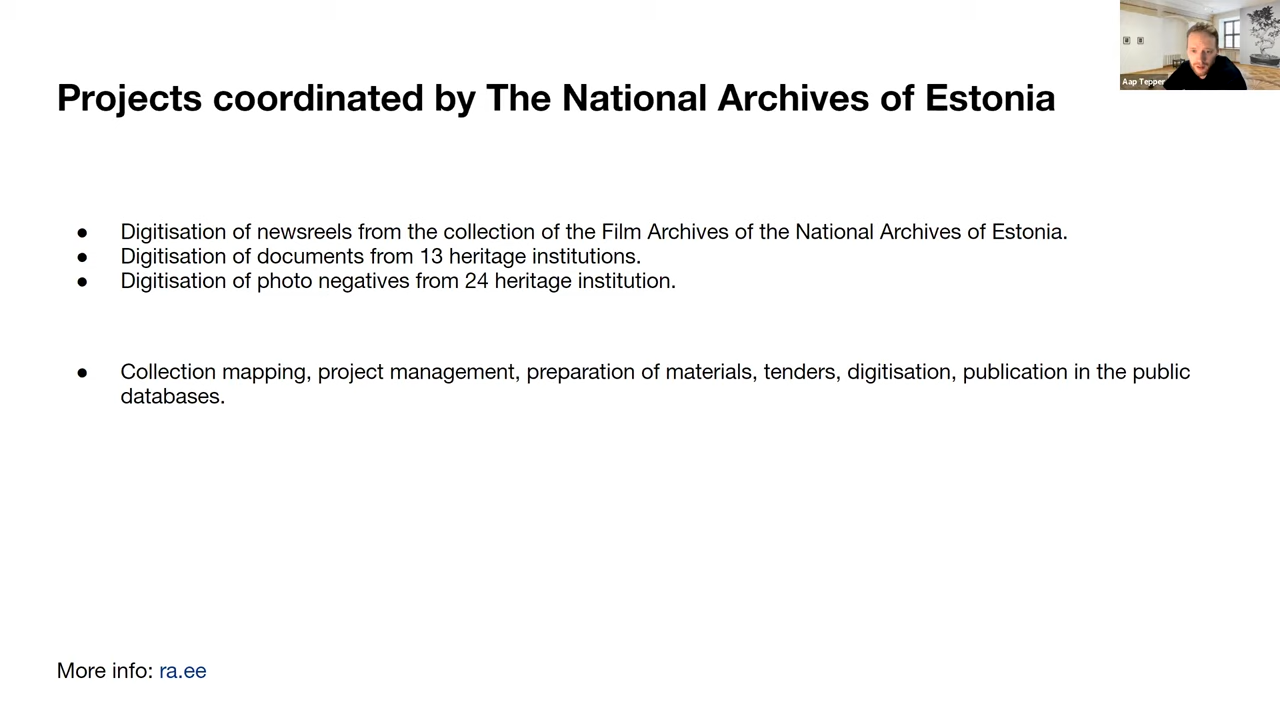 Projects coordinated by The National Archives of Estonia
Aap Tepper
● Digitisation of newsreels from the collection of the Film Archives of the National Archives of Estonia.
● Digitisation of documents from 13 heritage institutions.
● Digitisation of photo negatives from 24 heritage institution.
● Collection mapping, project management, preparation of materials, tenders, digitisation, publication in the public
databases.
More info: ra.ee